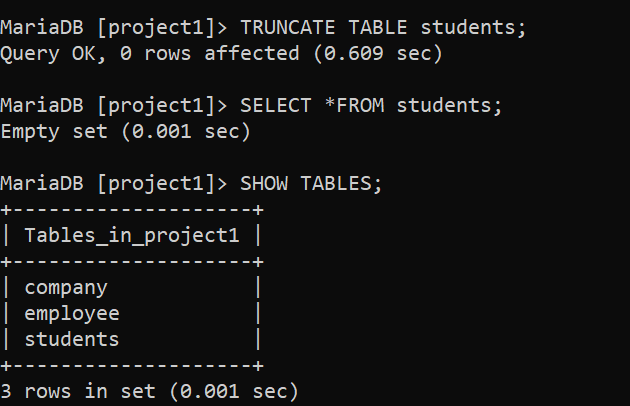 MariaDB [project1]> TRUNCATE TABLE students;
Query OK, 0 rows affected (0.609 sec)
MariaDB [project1]> SELECT *FROM students;
Empty set (0.001 sec)
MariaDB [project1]> SHOW TABLES;
+--------------------+
| Tables_in_project1 |
+--------------------+
| company            |
| employee           |
| students           |
+--------------------+
3 rows in set (0.001 sec)